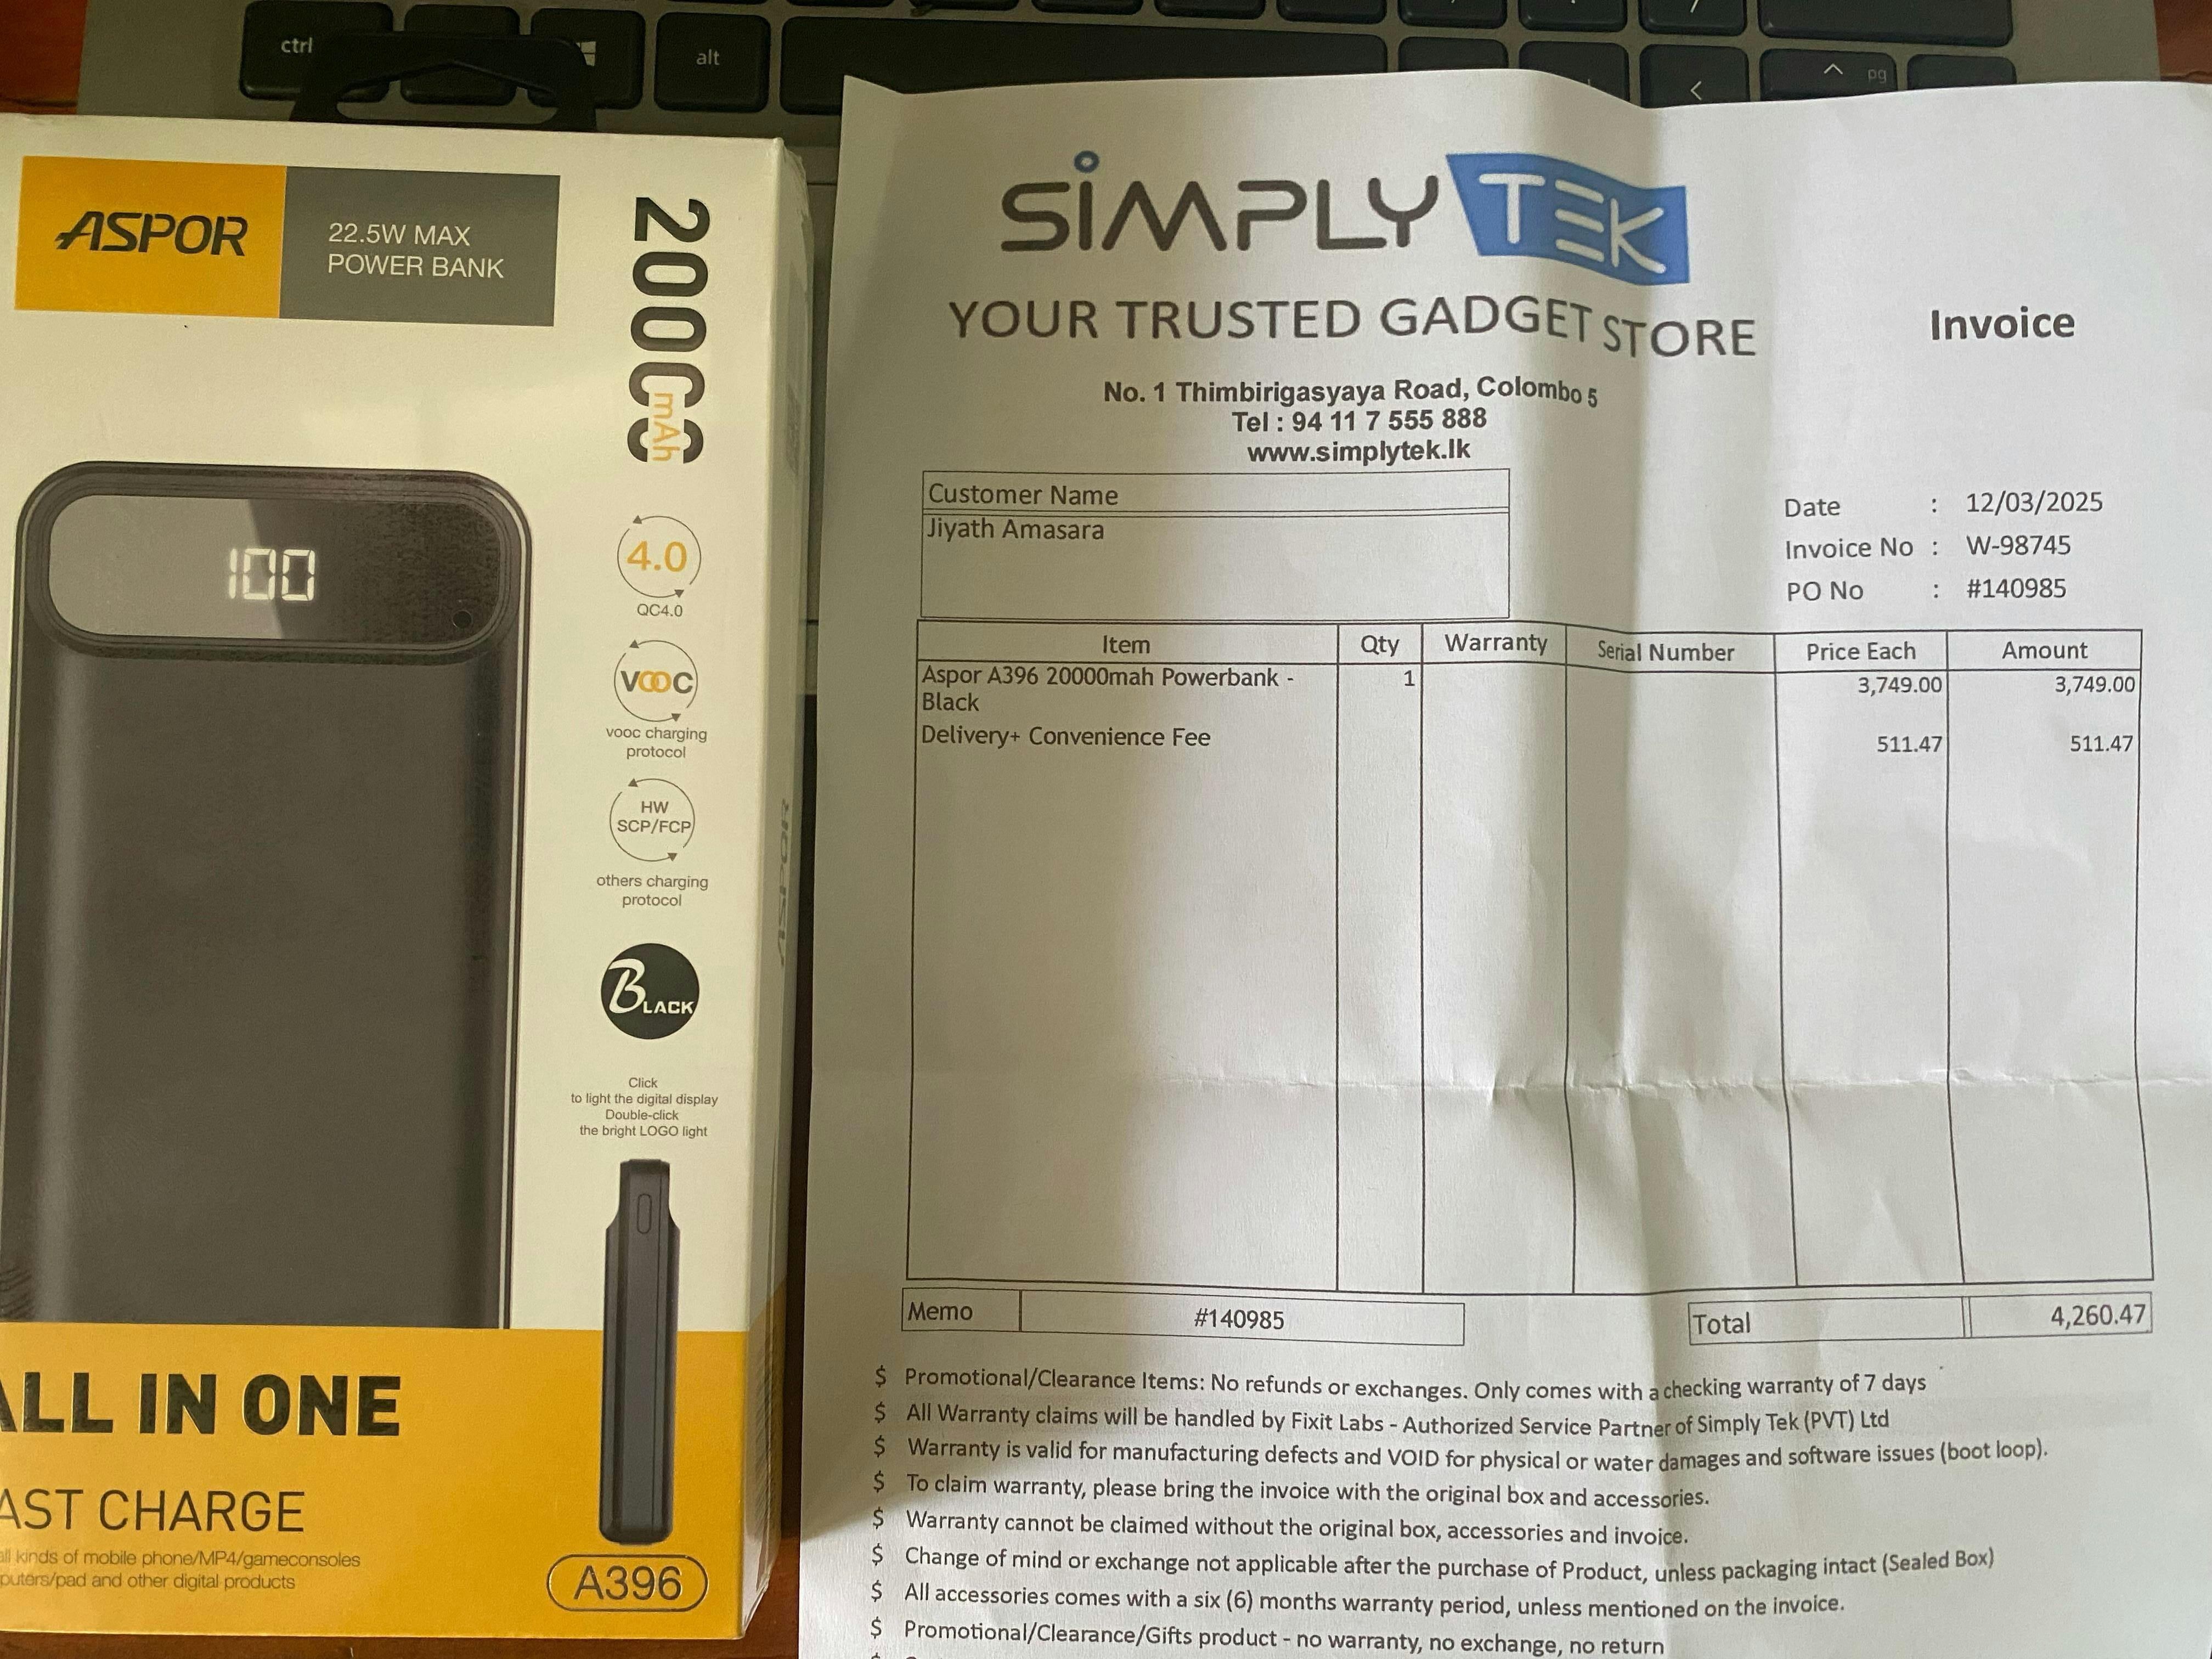 ctrl
alt
<
^ pg
ASPOR
22.5W MAX
POWER BANK
20000
mAh
100
4.0
QC4.0
VOOC
vooc charging
protocol
HW
SCP/FCP
others charging
protocol
BLACK
Click
to light the digital display
Double-click
the bright LOGO light
ASPOR
ALL IN ONE
AST CHARGE
all kinds of mobile phone/MP4/gameconsoles
puters/pad and other digital products
A396
SiMPLY TEK
YOUR TRUSTED GADGET STORE
Invoice
No. 1 Thimbirigasyaya Road, Colombo 5
Tel : 94 11 7 555 888
www.simplytek.lk
Customer Name
Jiyath Amasara
Date : 12/03/2025
Invoice No : W-98745
PO No : #140985
Item Qty Warranty Serial Number Price Each Amount
Aspor A396 20000mah Powerbank - 1 3,749.00 3,749.00
Black
Delivery+ Convenience Fee 511.47 511.47
Memo #140985 Total 4,260.47
$ Promotional/Clearance Items: No refunds or exchanges. Only comes with a checking warranty of 7 days
$ All Warranty claims will be handled by Fixit Labs - Authorized Service Partner of Simply Tek (PVT) Ltd
$ Warranty is valid for manufacturing defects and VOID for physical or water damages and software issues (boot loop).
$ To claim warranty, please bring the invoice with the original box and accessories.
$ Warranty cannot be claimed without the original box, accessories and invoice.
$ Change of mind or exchange not applicable after the purchase of Product, unless packaging intact (Sealed Box)
$ All accessories comes with a six (6) months warranty period, unless mentioned on the invoice.
$ Promotional/Clearance/Gifts product - no warranty, no exchange, no return